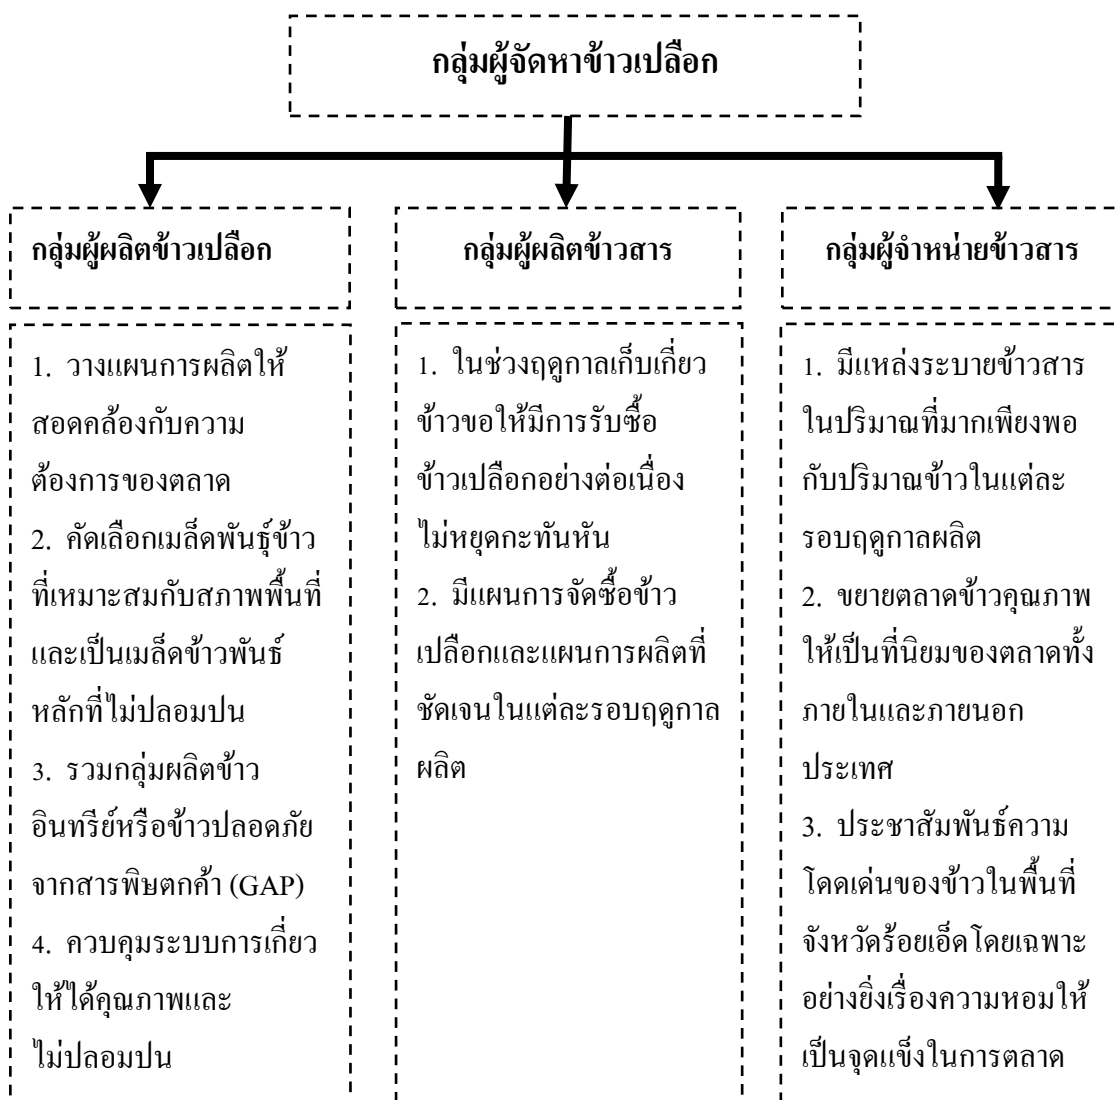 กลุ่มผู้จัดหาข้าวเปลือก
กลุ่มผู้ผลิตข้าวเปลือก
1. วางแผนการผลิตให้
สอดคล้องกับความ
ต้องการของตลาด
2. คัดเลือกเมล็ดพันธุ์ข้าว
ที่เหมาะสมกับสภาพพื้นที่
และเป็นเมล็ดข้าวพันธ์
หลักที่ไม่ปลอมปน
3. รวมกลุ่มผลิตข้าว
อินทรีย์หรือข้าวปลอดภัย
จากสารพิษตกค้า (GAP)
4. ควบคุมระบบการเกี่ยว
ให้ได้คุณภาพและ
ไม่ปลอมปน
กลุ่มผู้ผลิตข้าวสาร
1. ในช่วงฤดูกาลเก็บเกี่ยว
ข้าวขอให้มีการรับซื้อ
ข้าวเปลือกอย่างต่อเนื่อง
ไม่หยุดกะทันหัน
2. มีแผนการจัดซื้อข้าว
เปลือกและแผนการผลิตที่
ชัดเจนในแต่ละรอบฤดูกาล
ผลิต
กลุ่มผู้จำหน่ายข้าวสาร
1. มีแหล่งระบายข้าวสาร
ในปริมาณที่มากเพียงพอ
กับปริมาณข้าวในแต่ละ
รอบฤดูกาลผลิต
2. ขยายตลาดข้าวคุณภาพ
ให้เป็นที่นิยมของตลาดทั้ง
ภายในและภายนอก
ประเทศ
3. ประชาสัมพันธ์ความ
โดดเด่นของข้าวในพื้นที่
จังหวัดร้อยเอ็ดโดยเฉพาะ
อย่างยิ่งเรื่องความหอมให้
เป็นจุดแข็งในการตลาด